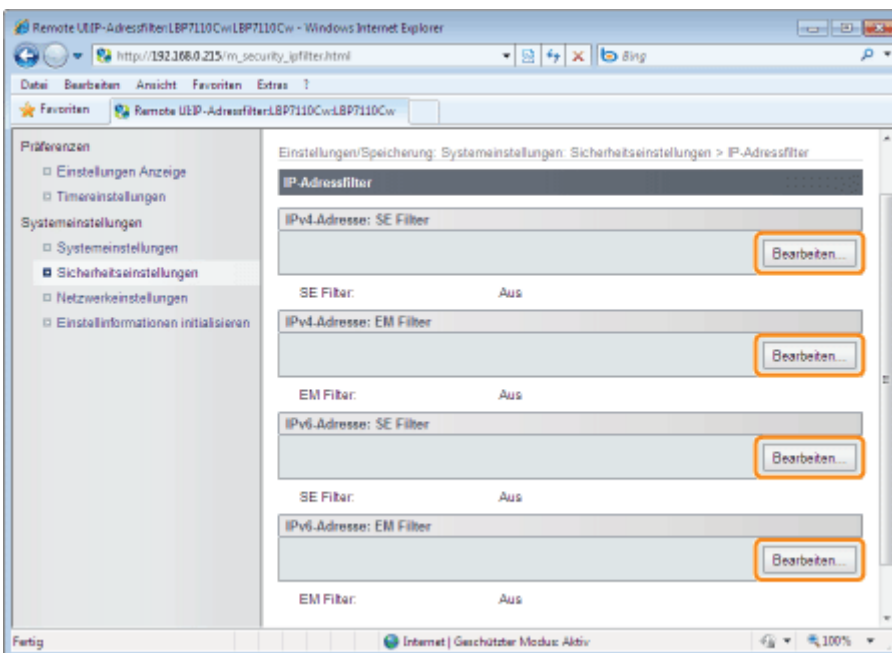 Remote UI:IP-Adressfilter:LBP7110Cw:LBP7110Cw - Windows Internet Explorer
http://192.168.0.215/m_security_ipfilter.html
Bing
Datei Bearbeiten Ansicht Favoriten Extras ?
Favoriten
Remote UI:IP-Adressfilter:LBP7110Cw:LBP7110Cw
Präferenzen
Einstellungen Anzeige
Timereinstellungen
Systemeinstellungen
Systemeinstellungen
Sicherheitseinstellungen
Netzwerkeinstellungen
Einstellinformationen initialisieren
Einstellungen/Speicherung: Systemeinstellungen: Sicherheitseinstellungen > IP-Adressfilter
IP-Adressfilter
IPv4-Adresse: SE Filter
Bearbeiten...
SE Filter: Aus
IPv4-Adresse: EM Filter
Bearbeiten...
EM Filter: Aus
IPv6-Adresse: SE Filter
Bearbeiten...
SE Filter: Aus
IPv6-Adresse: EM Filter
Bearbeiten...
EM Filter: Aus
Fertig
Internet | Geschützter Modus: Aktiv
100%